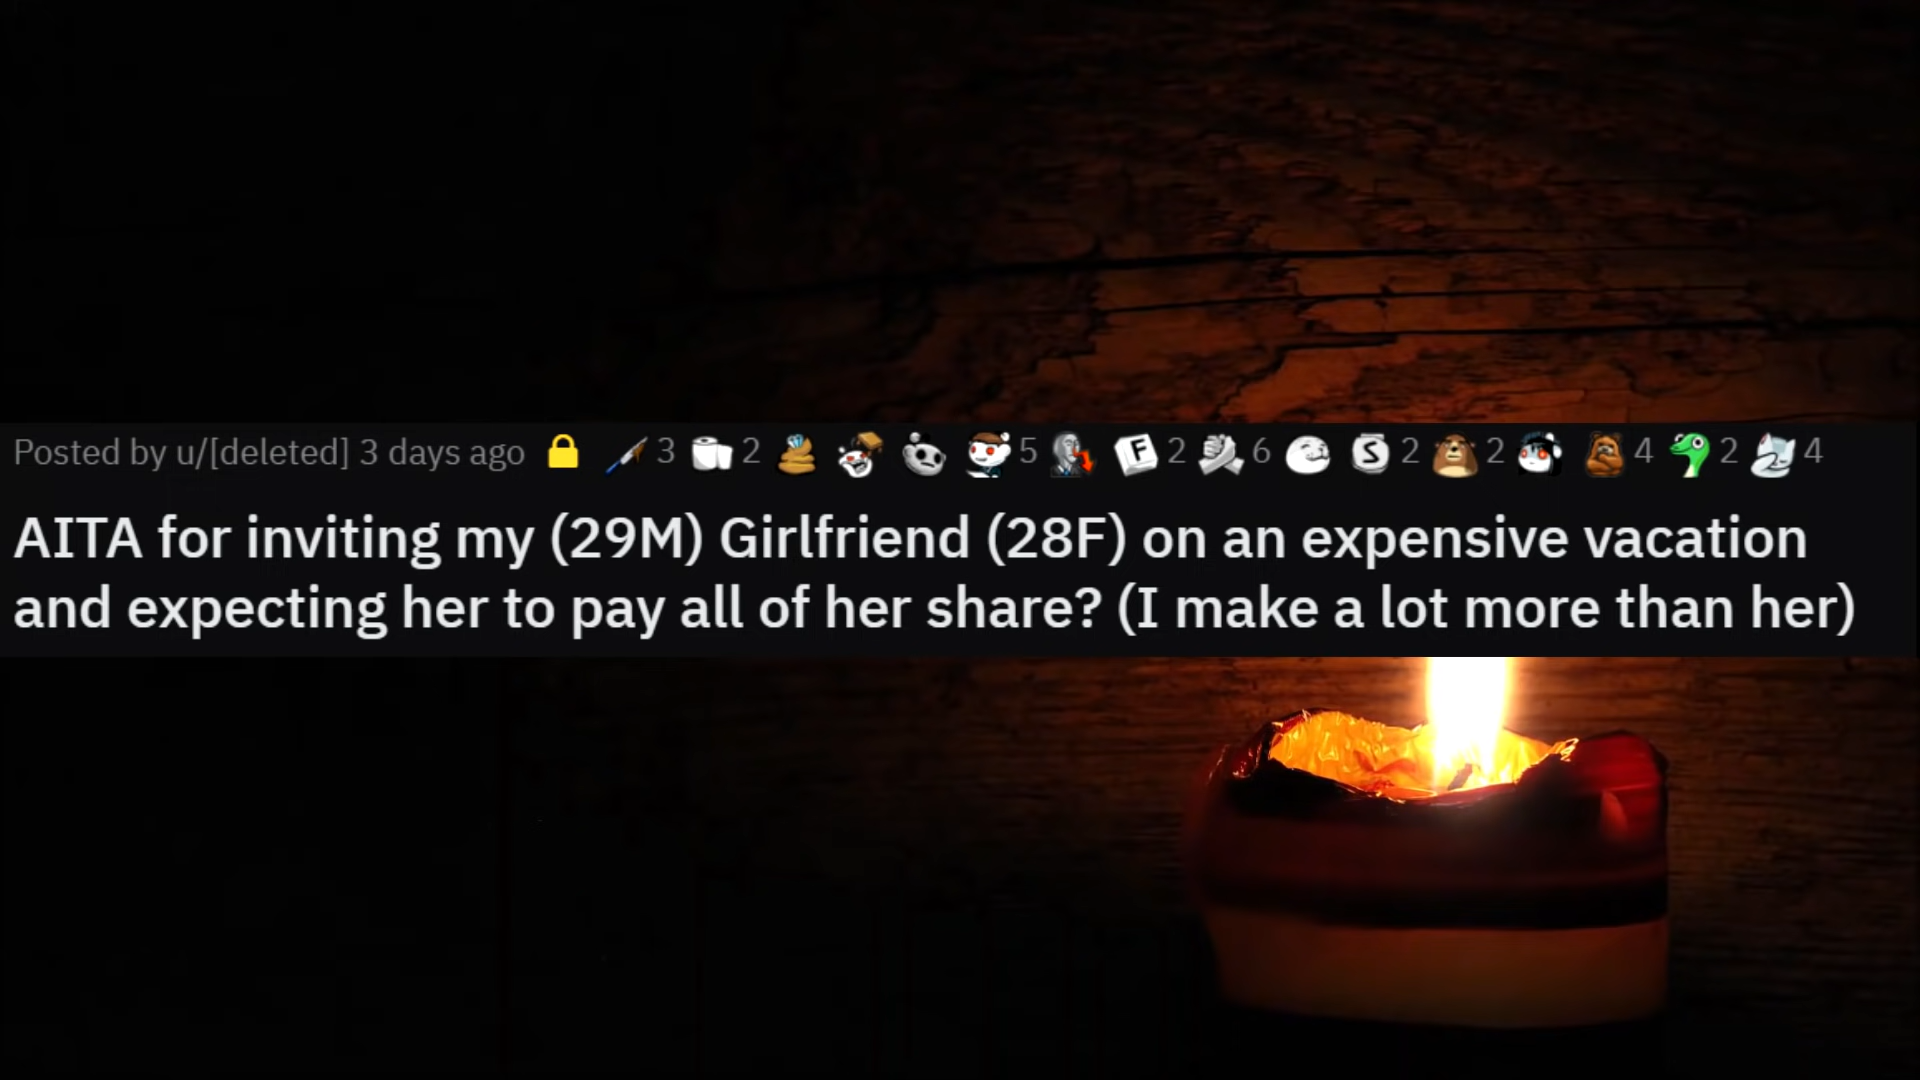 Posted by u/[deleted] 3 days ago 3 2 5 F 2 6 S 2 2 4 2 4
AITA for inviting my (29M) Girlfriend (28F) on an expensive vacation
and expecting her to pay all of her share? (I make a lot more than her)